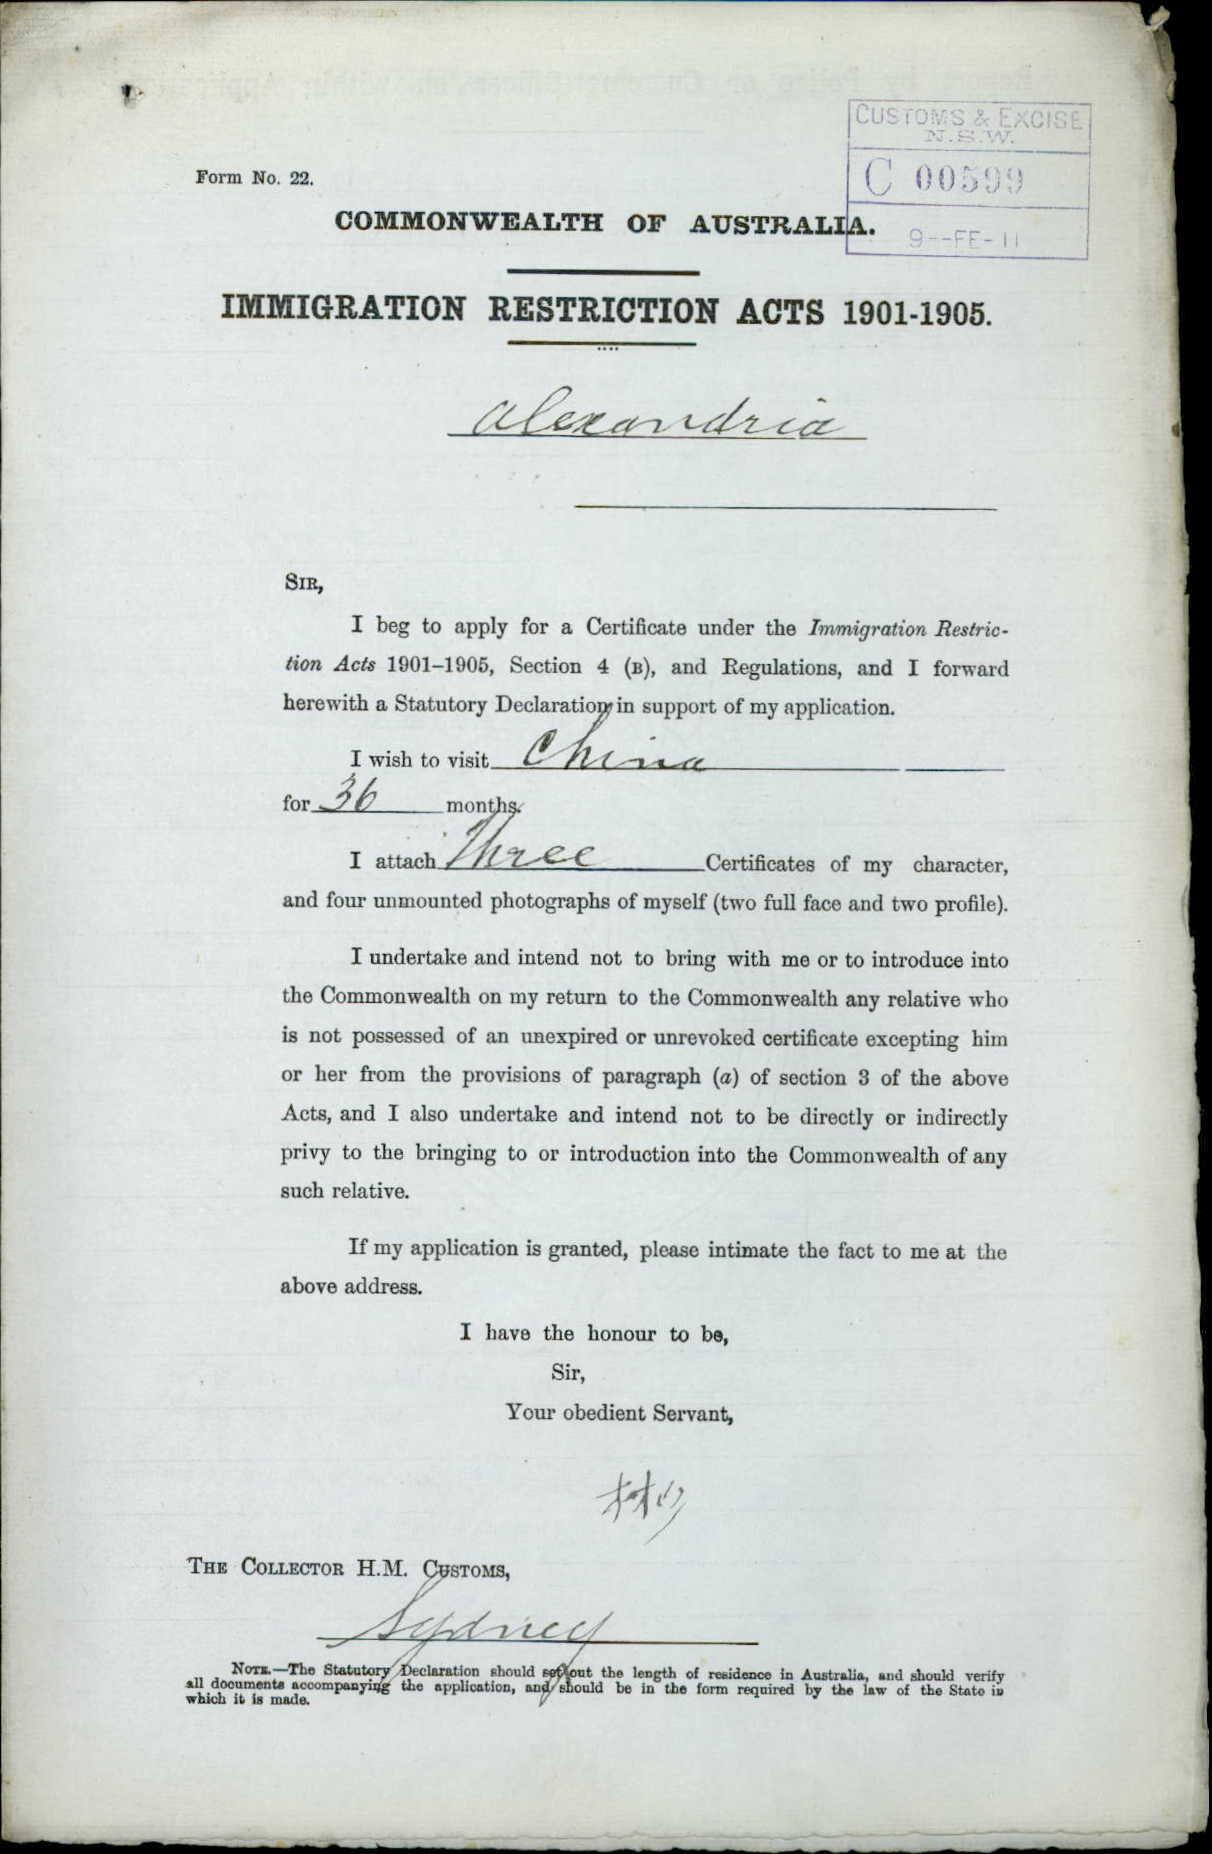 CUSTOMS & EXCISE
N.S.W.
C 00599
9--FE-11
Form No. 22.
COMMONWEALTH OF AUSTRALIA.
IMMIGRATION RESTRICTION ACTS 1901-1905.
Alexandria
SIR,
I beg to apply for a Certificate under the Immigration Restric-
tion Acts 1901–1905, Section 4 (B), and Regulations, and I forward
herewith a Statutory Declaration in support of my application.
I wish to visit China
for 36 months.
I attach Three Certificates of my character,
and four unmounted photographs of myself (two full face and two profile).
I undertake and intend not to bring with me or to introduce into
the Commonwealth on my return to the Commonwealth any relative who
is not possessed of an unexpired or unrevoked certificate excepting him
or her from the provisions of paragraph (a) of section 3 of the above
Acts, and I also undertake and intend not to be directly or indirectly
privy to the bringing to or introduction into the Commonwealth of any
such relative.
If my application is granted, please intimate the fact to me at the
above address.
I have the honour to be,
Sir,
Your obedient Servant,
THE COLLECTOR H.M. CUSTOMS,
Sydney
NOTE.—The Statutory Declaration should set out the length of residence in Australia, and should verify
all documents accompanying the application, and should be in the form required by the law of the State in
which it is made.